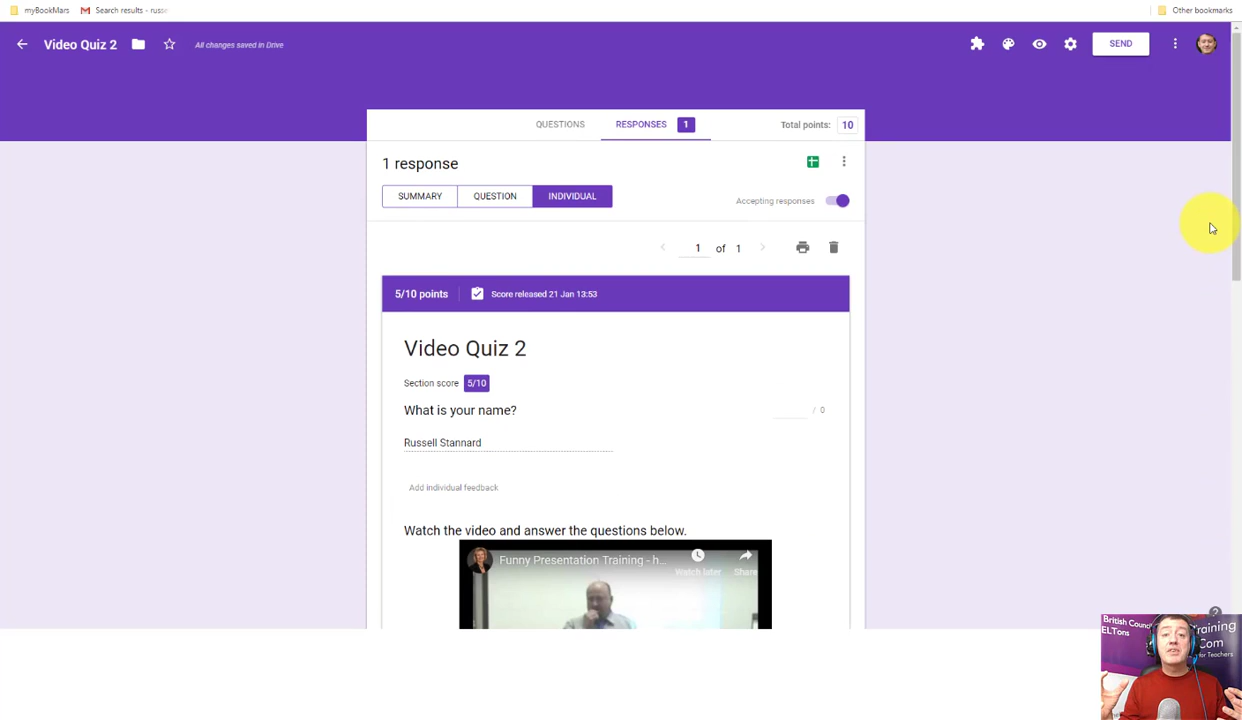 myBookMars
Search results - russ
Other bookmarks
Video Quiz 2
All changes saved in Drive
SEND
QUESTIONS
RESPONSES 1
Total points: 10
1 response
SUMMARY QUESTION INDIVIDUAL
Accepting responses
1 of 1
5/10 points
Score released 21 Jan 13:53
Video Quiz 2
Section score 5/10
What is your name?
/ 0
Russell Stannard
Add individual feedback
Watch the video and answer the questions below.
Funny Presentation Training - h...
Watch later
Share
British Counc
ELTons
Training
Com
for Teachers